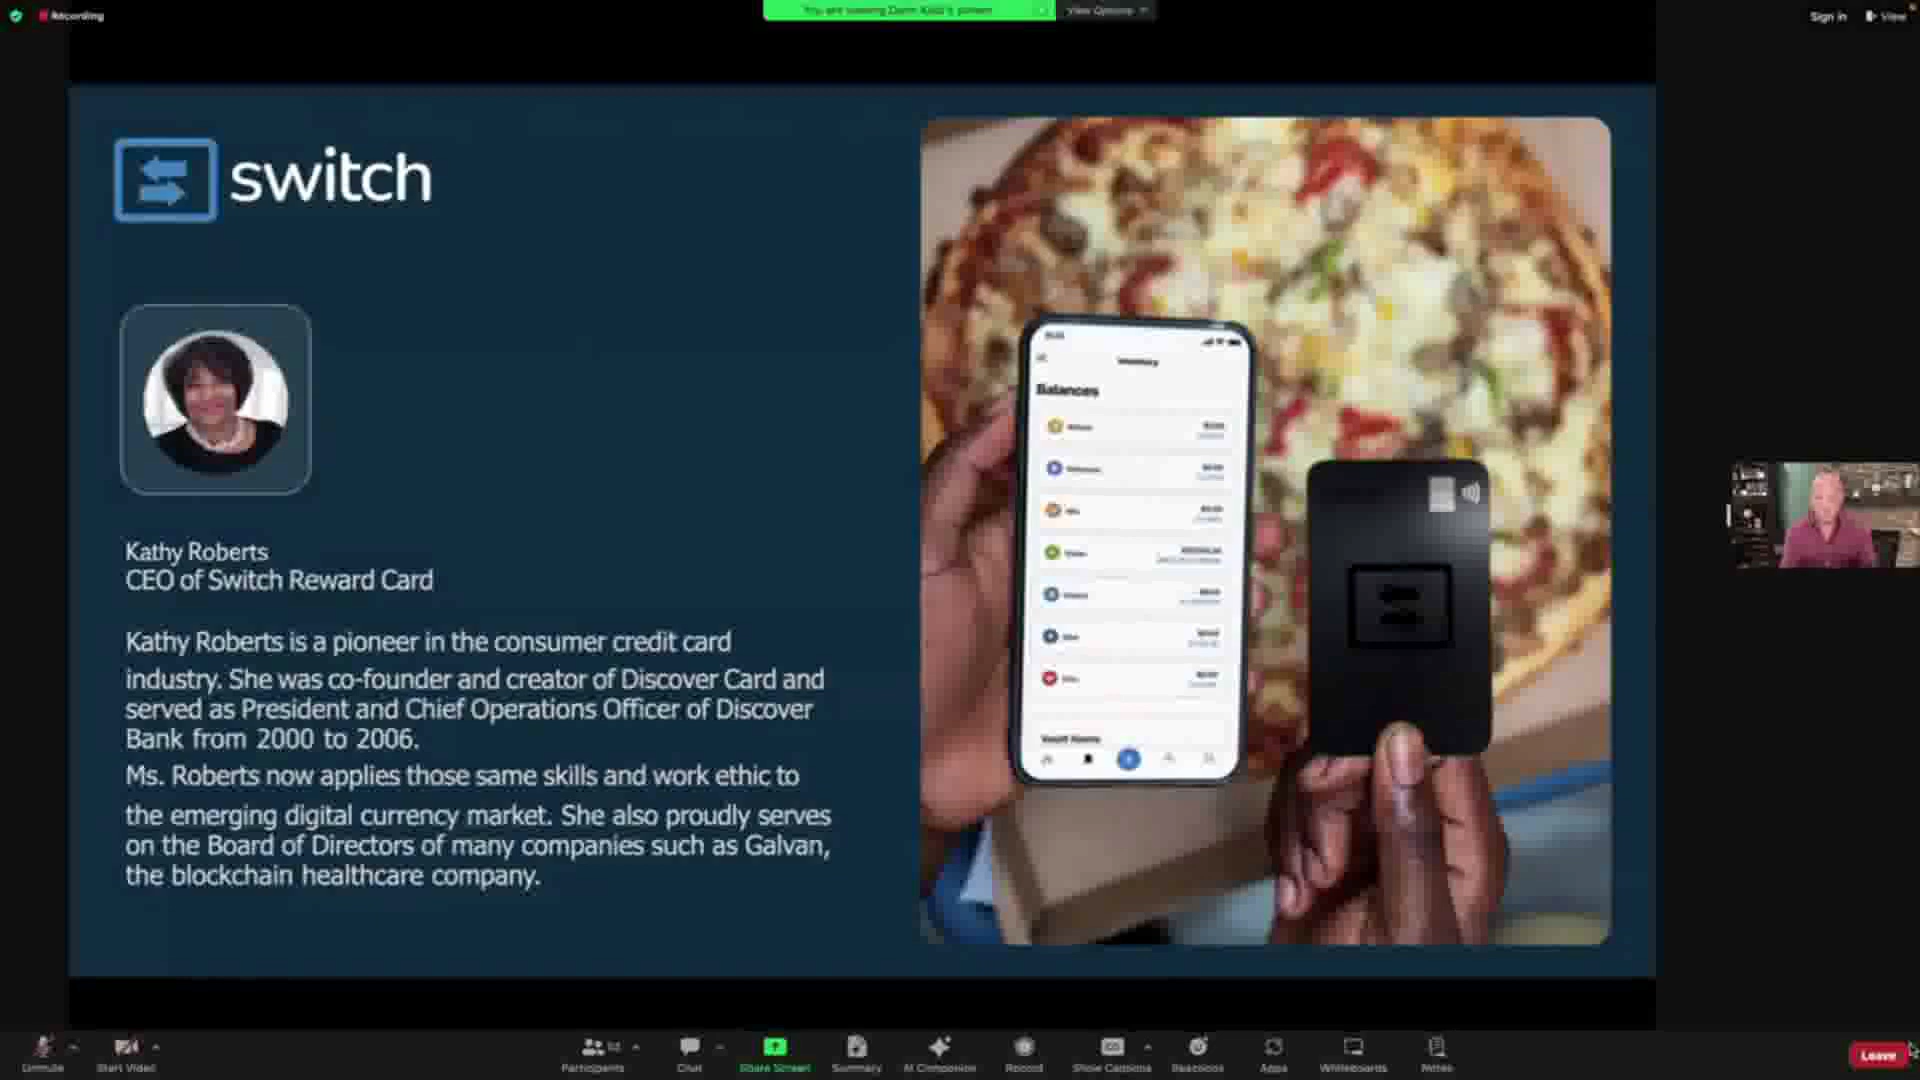 Recording
View Options
Sign in
View
switch
Kathy Roberts
CEO of Switch Reward Card
Kathy Roberts is a pioneer in the consumer credit card
industry. She was co-founder and creator of Discover Card and
served as President and Chief Operations Officer of Discover
Bank from 2000 to 2006.
Ms. Roberts now applies those same skills and work ethic to
the emerging digital currency market. She also proudly serves
on the Board of Directors of many companies such as Galvan,
the blockchain healthcare company.
Inventory
Balances
Unmute
Start Video
Participants
Chat
Share Screen
Summary
AI Companion
Record
Show Captions
Reactions
Apps
Whiteboards
Notes
Leave